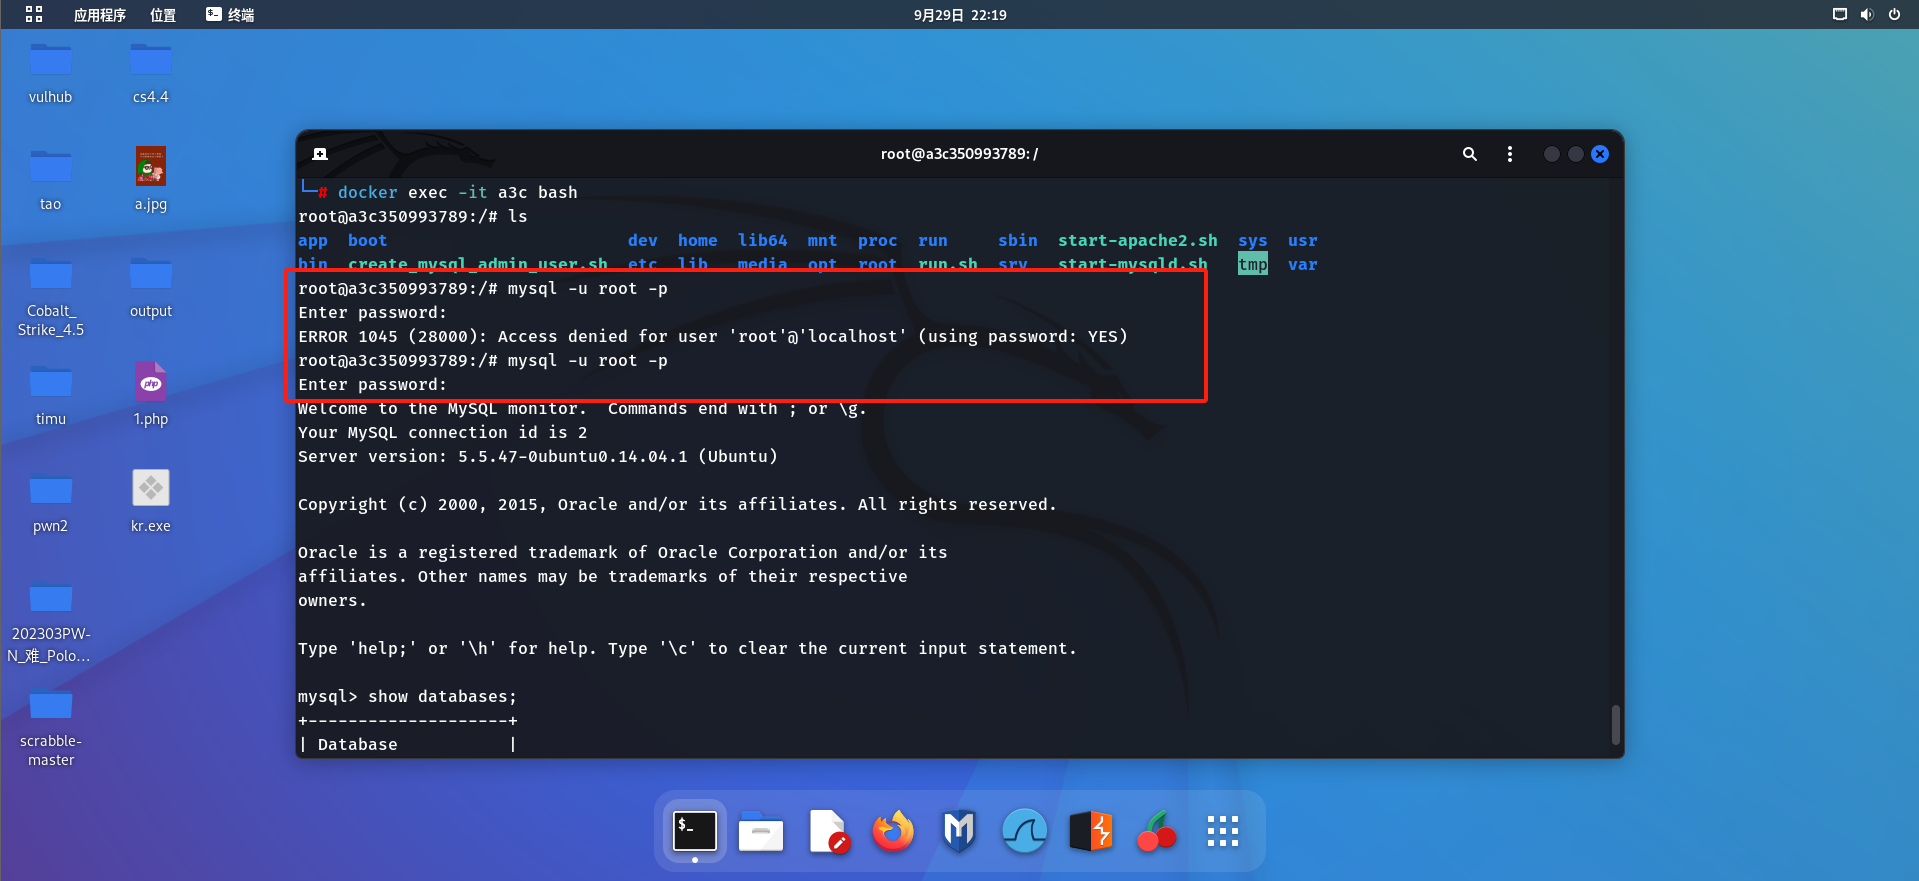 应用程序 位置 终端 9月29日 22:19
vulhub cs4.4
tao a.jpg
Cobalt_
Strike_4.5
output
timu 1.php
pwn2 kr.exe
202303PW-
N_难_Polo...
scrabble-
master
root@a3c350993789: /
# docker exec -it a3c bash
root@a3c350993789:/# ls
app boot dev home lib64 mnt proc run sbin start-apache2.sh sys usr
bin create_mysql_admin_user.sh etc lib media opt root run.sh srv start-mysqld.sh tmp var
root@a3c350993789:/# mysql -u root -p
Enter password:
ERROR 1045 (28000): Access denied for user 'root'@'localhost' (using password: YES)
root@a3c350993789:/# mysql -u root -p
Enter password:
Welcome to the MySQL monitor.  Commands end with ; or \g.
Your MySQL connection id is 2
Server version: 5.5.47-0ubuntu0.14.04.1 (Ubuntu)
Copyright (c) 2000, 2015, Oracle and/or its affiliates. All rights reserved.
Oracle is a registered trademark of Oracle Corporation and/or its
affiliates. Other names may be trademarks of their respective
owners.
Type 'help;' or '\h' for help. Type '\c' to clear the current input statement.
mysql> show databases;
+--------------------+
| Database           |